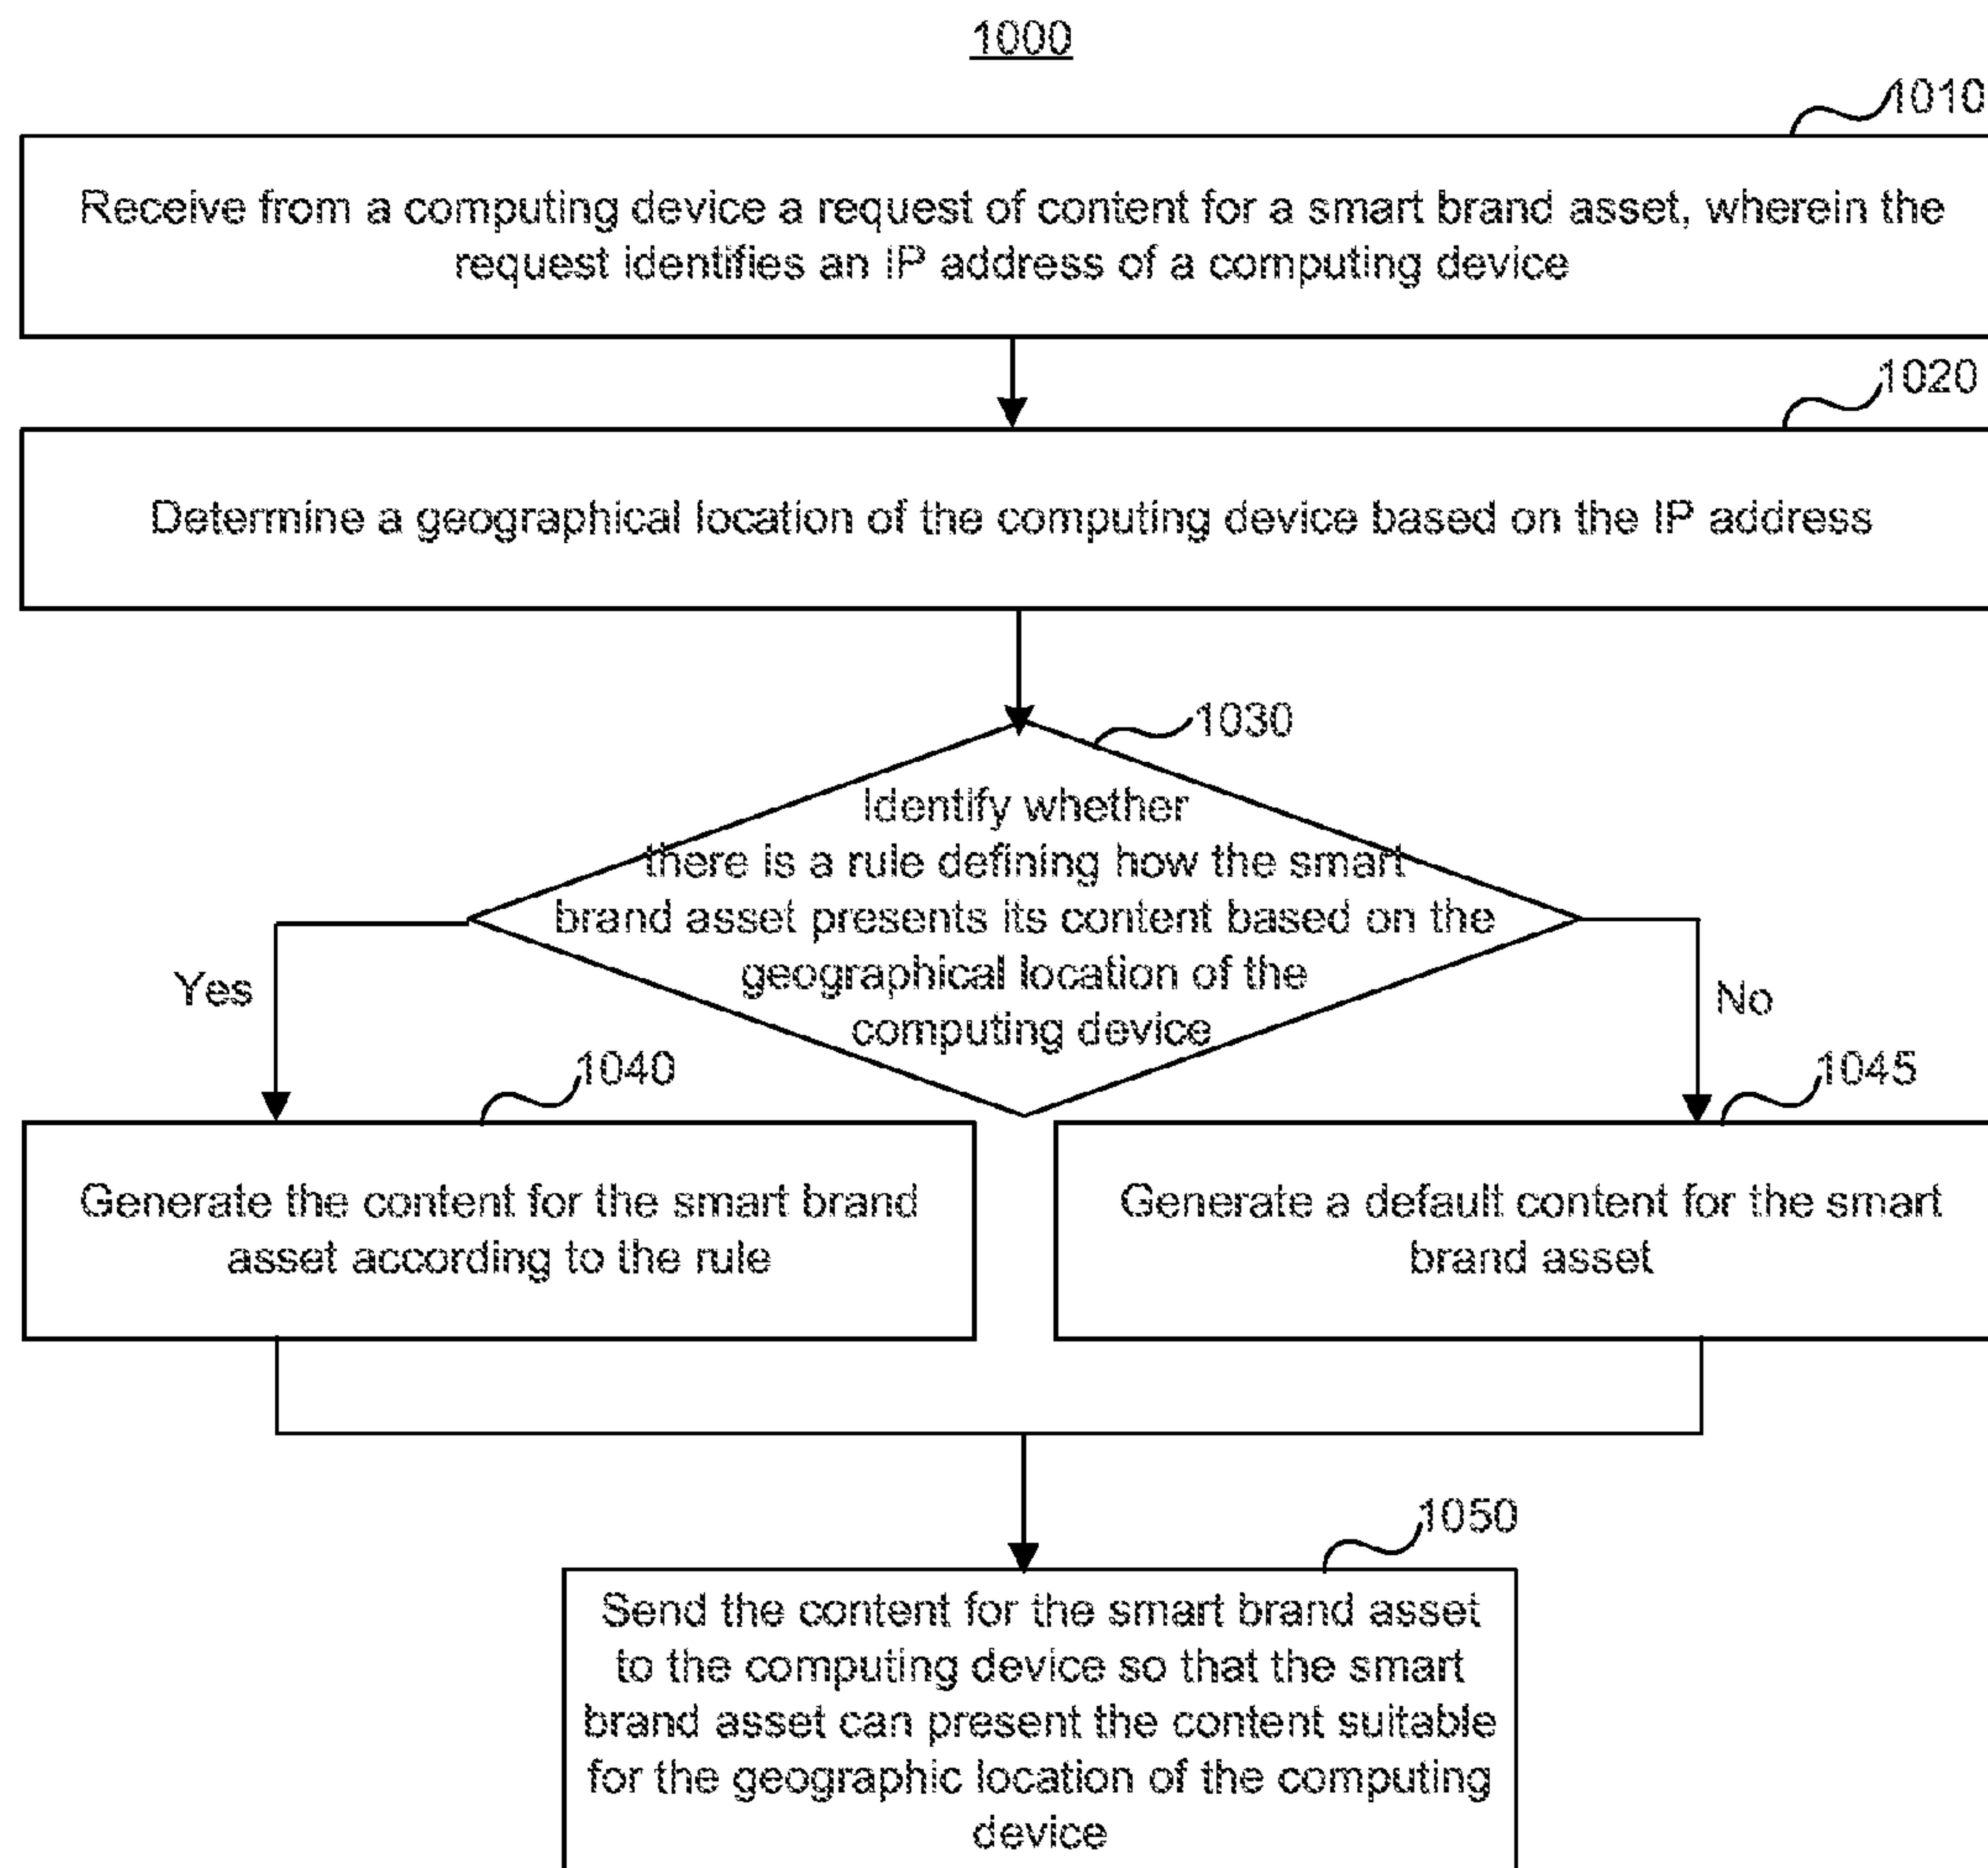 1000
1010
Receive from a computing device a request of content for a smart brand asset, wherein the
request identifies an IP address of a computing device
1020
Determine a geographical location of the computing device based on the IP address
1030
Identify whether
there is a rule defining how the smart
brand asset presents its content based on the
geographical location of the
computing device
Yes
No
1040
1045
Generate the content for the smart brand
asset according to the rule
Generate a default content for the smart
brand asset
1050
Send the content for the smart brand asset
to the computing device so that the smart
brand asset can present the content suitable
for the geographic location of the computing
device